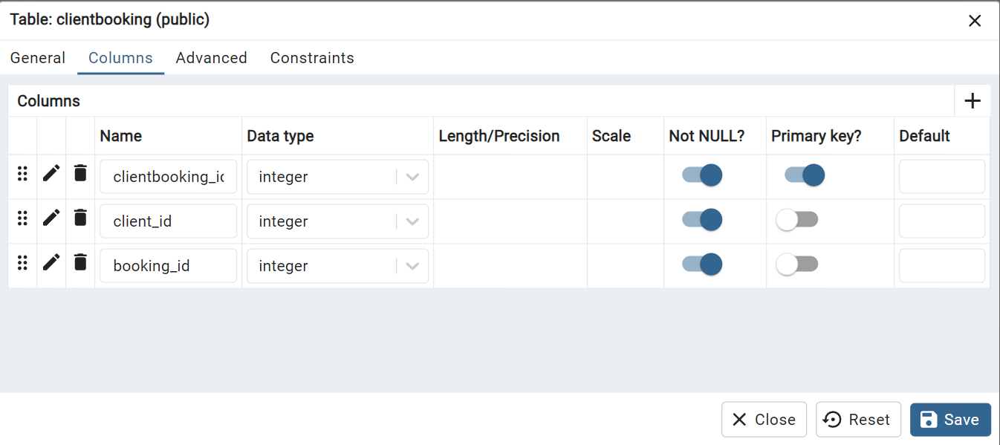 Table: clientbooking (public)
General Columns Advanced Constraints
Columns
Name Data type Length/Precision Scale Not NULL? Primary key? Default
clientbooking_ integer
client_id integer
booking_id integer
Close Reset Save